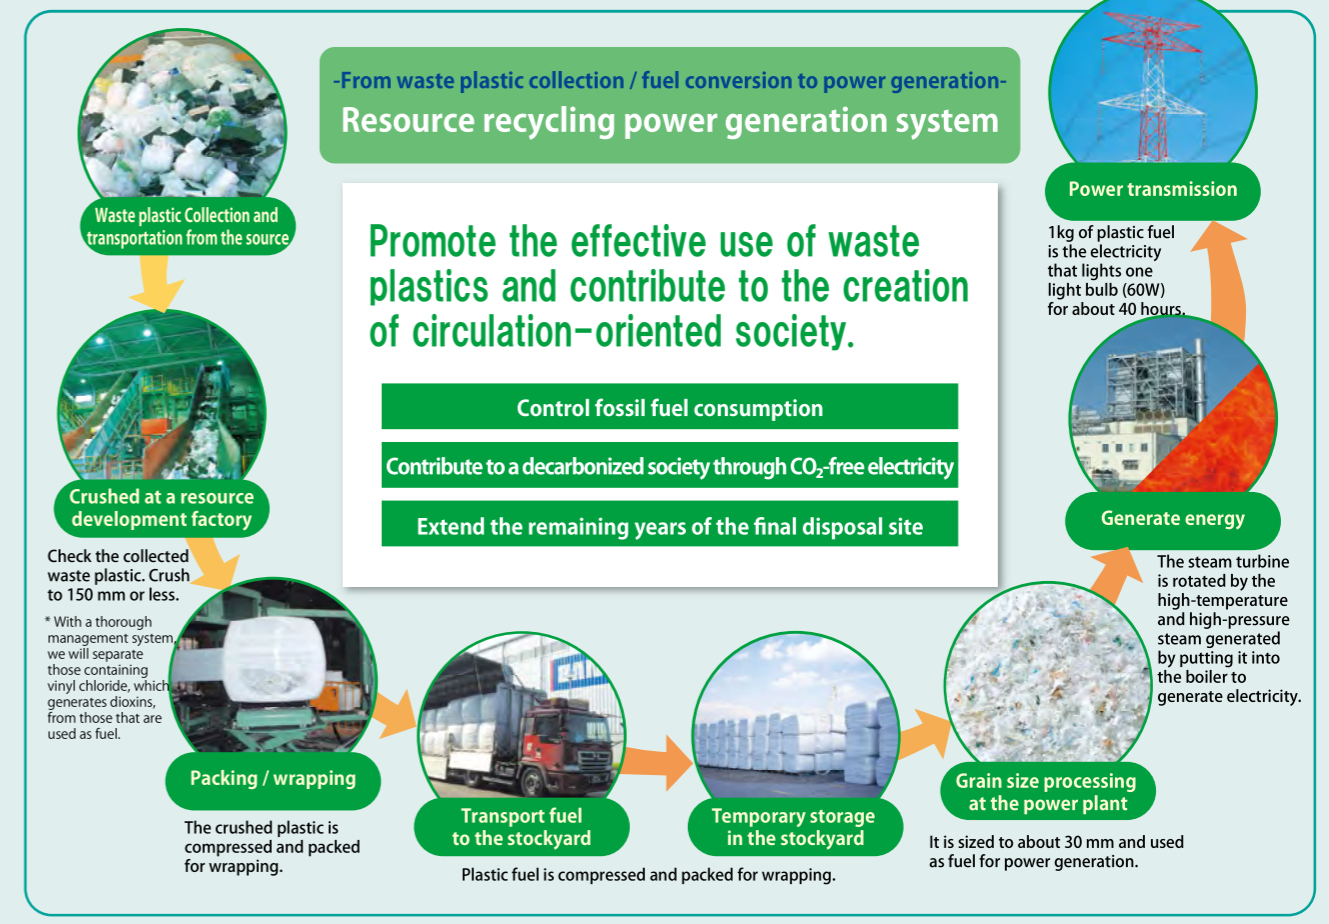 -From waste plastic collection / fuel conversion to power generation-
Resource recycling power generation system
Promote the effective use of waste
plastics and contribute to the creation
of circulation-oriented society.
Control fossil fuel consumption
Contribute to a decarbonized society through CO₂-free electricity
Extend the remaining years of the final disposal site
Waste plastic Collection and
transportation from the source
Crushed at a resource
development factory
Check the collected
waste plastic. Crush
to 150 mm or less.
* With a thorough
management system,
we will separate
those containing
vinyl chloride, which
generates dioxins,
from those that are
used as fuel.
Packing / wrapping
The crushed plastic is
compressed and packed
for wrapping.
Transport fuel
to the stockyard
Temporary storage
in the stockyard
Plastic fuel is compressed and packed for wrapping.
Grain size processing
at the power plant
It is sized to about 30 mm and used
as fuel for power generation.
Generate energy
The steam turbine
is rotated by the
high-temperature
and high-pressure
steam generated
by putting it into
the boiler to
generate electricity.
Power transmission
1kg of plastic fuel
is the electricity
that lights one
light bulb (60W)
for about 40 hours.